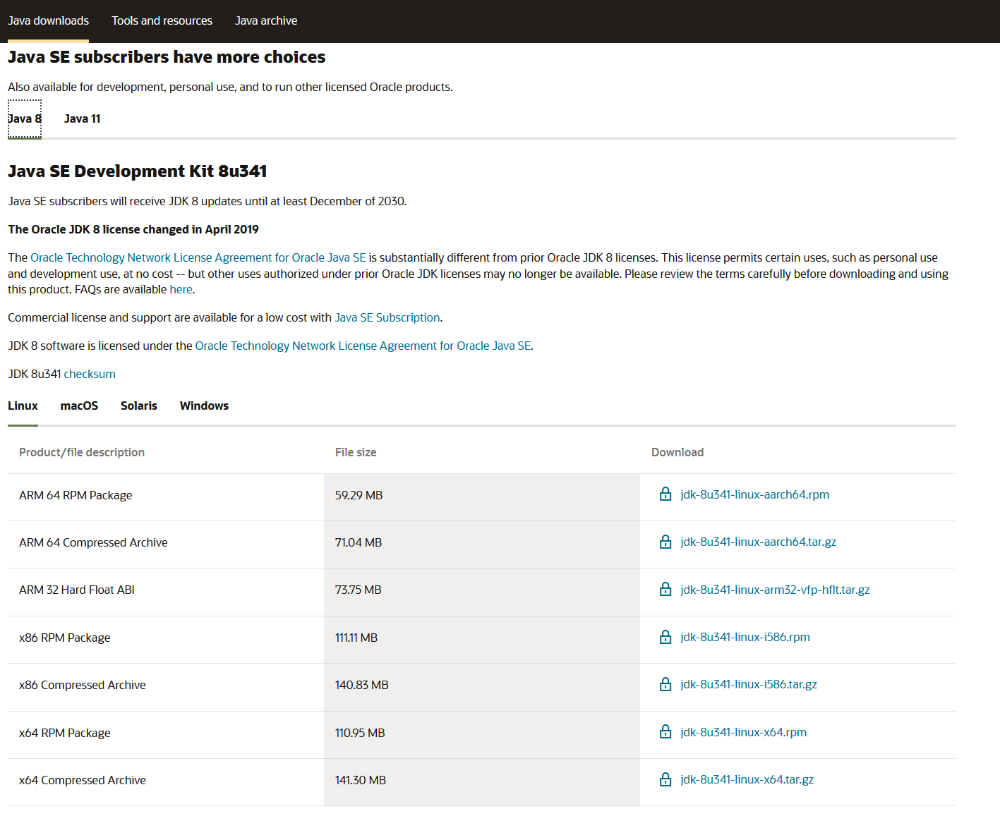 Java downloads Tools and resources Java archive
Java SE subscribers have more choices
Also available for development, personal use, and to run other licensed Oracle products.
Java 8 Java 11
Java SE Development Kit 8u341
Java SE subscribers will receive JDK 8 updates until at least December of 2030.
The Oracle JDK 8 license changed in April 2019
The Oracle Technology Network License Agreement for Oracle Java SE is substantially different from prior Oracle JDK 8 licenses. This license permits certain uses, such as personal use
and development use, at no cost -- but other uses authorized under prior Oracle JDK licenses may no longer be available. Please review the terms carefully before downloading and using
this product. FAQs are available here.
Commercial license and support are available for a low cost with Java SE Subscription.
JDK 8 software is licensed under the Oracle Technology Network License Agreement for Oracle Java SE.
JDK 8u341 checksum
Linux macOS Solaris Windows
Product/file description File size Download
ARM 64 RPM Package 59.29 MB jdk-8u341-linux-aarch64.rpm
ARM 64 Compressed Archive 71.04 MB jdk-8u341-linux-aarch64.tar.gz
ARM 32 Hard Float ABI 73.75 MB jdk-8u341-linux-arm32-vfp-hflt.tar.gz
x86 RPM Package 111.11 MB jdk-8u341-linux-i586.rpm
x86 Compressed Archive 140.83 MB jdk-8u341-linux-i586.tar.gz
x64 RPM Package 110.95 MB jdk-8u341-linux-x64.rpm
x64 Compressed Archive 141.30 MB jdk-8u341-linux-x64.tar.gz